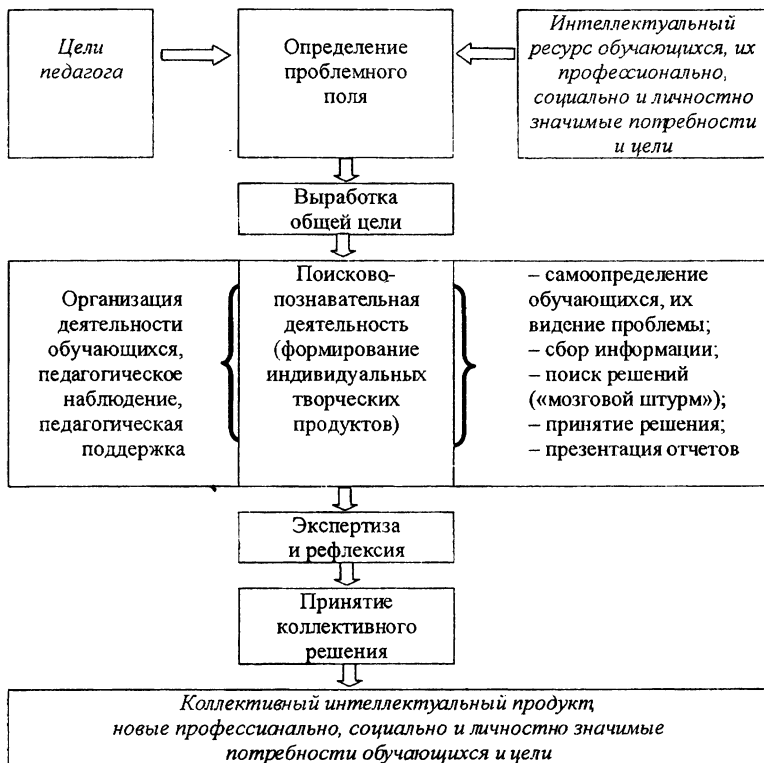 Цели
педагога
Определение
проблемного
поля
Интеллектуальный
ресурс обучающихся, их
профессионально,
социально и личностно
значимые потребности
и цели
Выработка
общей цели
Организация
деятельности
обучающихся,
педагогическое
наблюдение,
педагогическая
поддержка
Поисково-
познавательная
деятельность
(формирование
индивидуальных
творческих
продуктов)
– самоопределение
обучающихся, их
видение проблемы;
– сбор информации;
– поиск решений
(«мозговой штурм»);
– принятие решения;
– презентация отчетов
Экспертиза
и рефлексия
Принятие
коллективного
решения
Коллективный интеллектуальный продукт,
новые профессионально, социально и личностно значимые
потребности обучающихся и цели